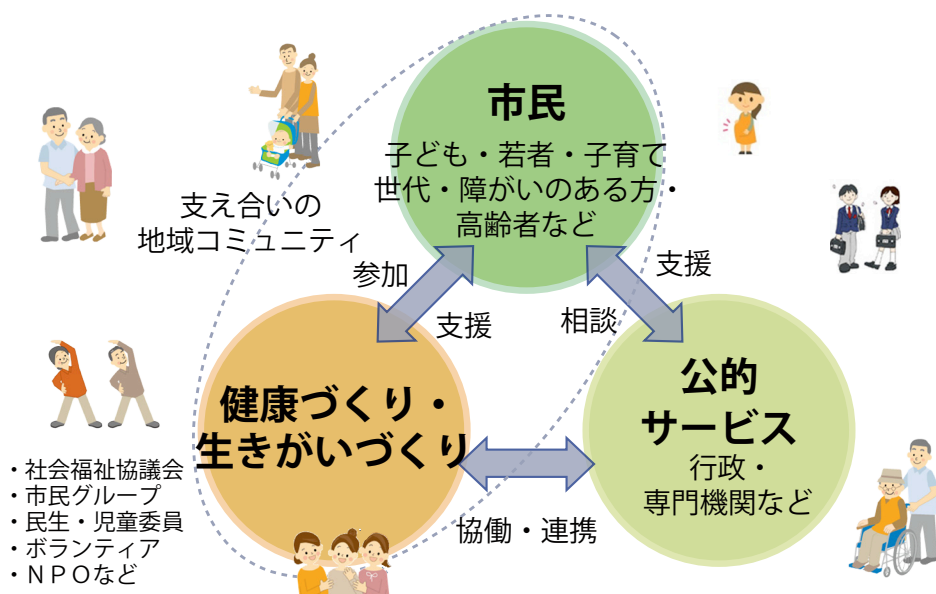 市民
子ども・若者・子育て
世代・障がいのある方・
高齢者など
支え合いの
地域コミュニティ
参加
支援
支援
相談
健康づくり・
生きがいづくり
公的
サービス
行政・
専門機関など
協働・連携
・社会福祉協議会
・市民グループ
・民生・児童委員
・ボランティア
・ＮＰＯなど